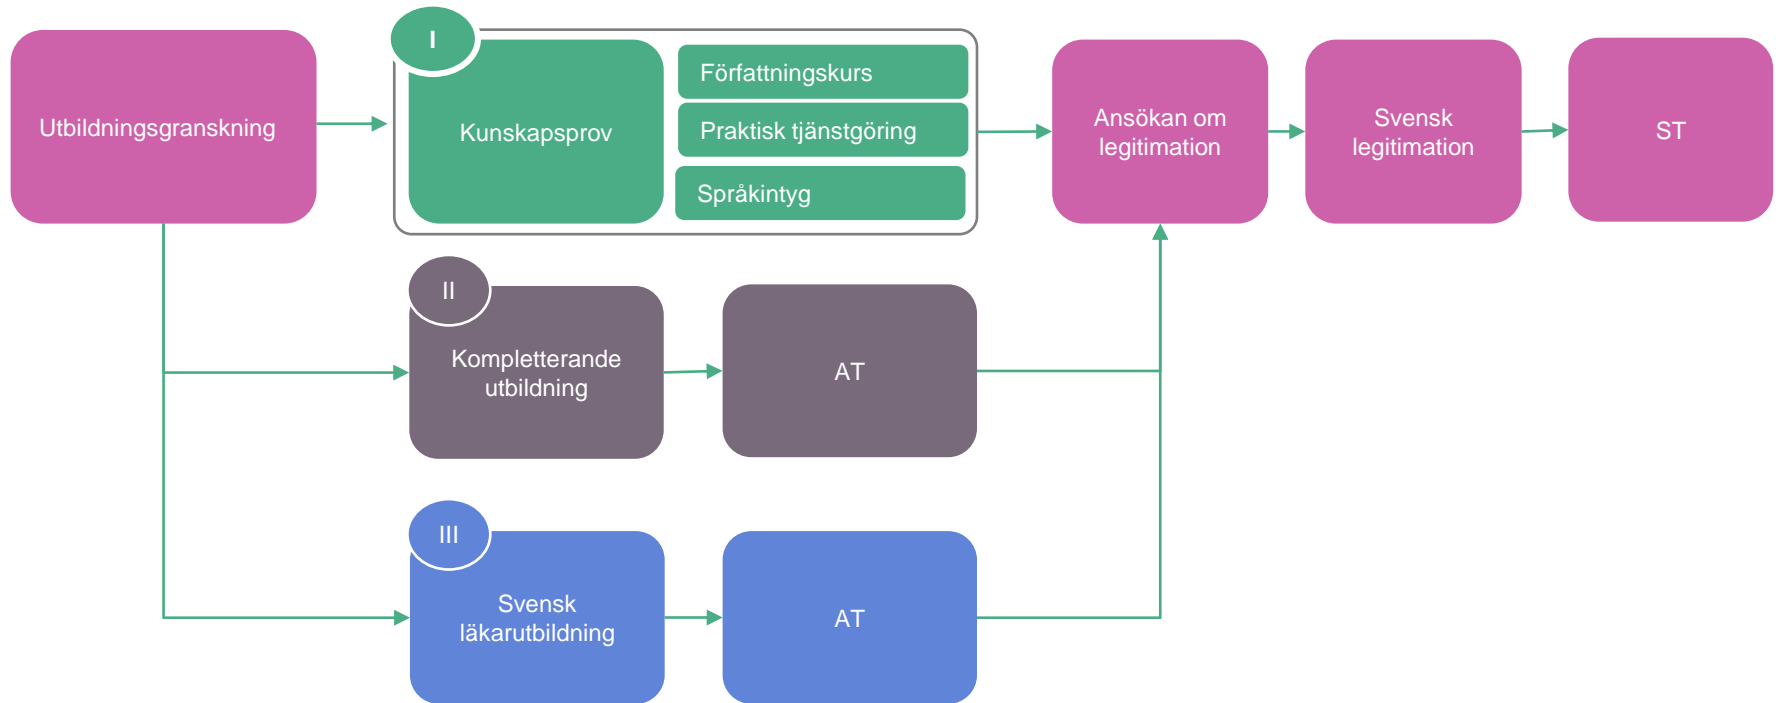 Utbildningsgranskning
I
Kunskapsprov
Författningskurs
Praktisk tjänstgöring
Språkintyg
Ansökan om
legitimation
Svensk
legitimation
ST
II
Kompletterande
utbildning
AT
III
Svensk
läkarutbildning
AT